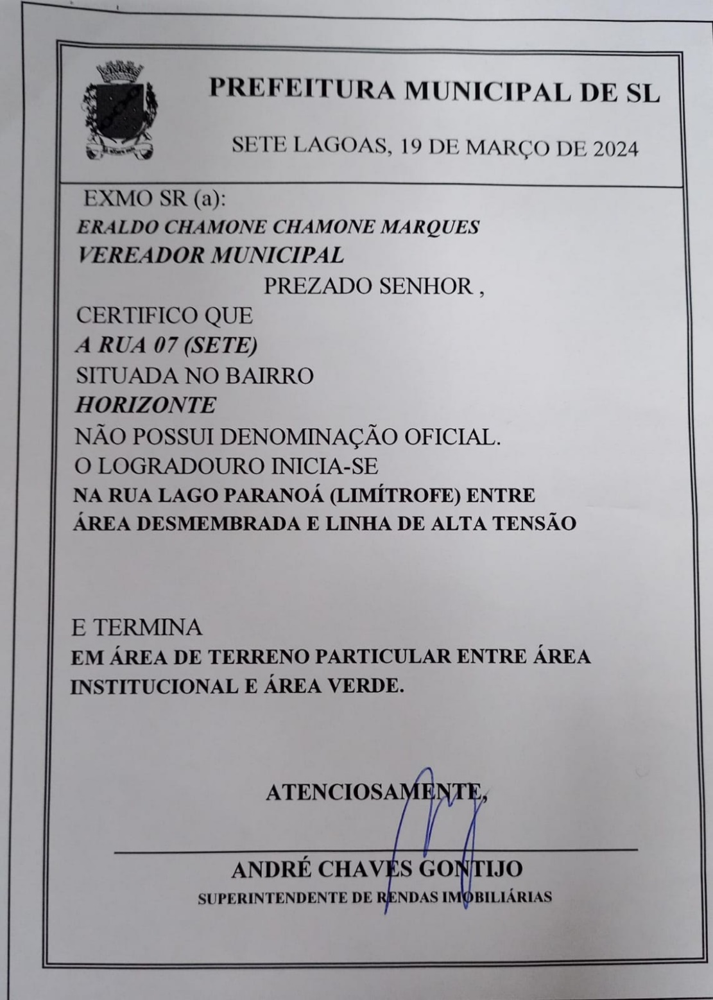 PREFEITURA MUNICIPAL DE SL
SETE LAGOAS, 19 DE MARÇO DE 2024
EXMO SR (a):
ERALDO CHAMONE CHAMONE MARQUES
VEREADOR MUNICIPAL
PREZADO SENHOR ,
CERTIFICO QUE
A RUA 07 (SETE)
SITUADA NO BAIRRO
HORIZONTE
NÃO POSSUI DENOMINAÇÃO OFICIAL.
O LOGRADOURO INICIA-SE
NA RUA LAGO PARANOÁ (LIMÍTROFE) ENTRE
ÁREA DESMEMBRADA E LINHA DE ALTA TENSÃO
E TERMINA
EM ÁREA DE TERRENO PARTICULAR ENTRE ÁREA
INSTITUCIONAL E ÁREA VERDE.
ATENCIOSAMENTE,
ANDRÉ CHAVES GONTIJO
SUPERINTENDENTE DE RENDAS IMOBILIÁRIAS